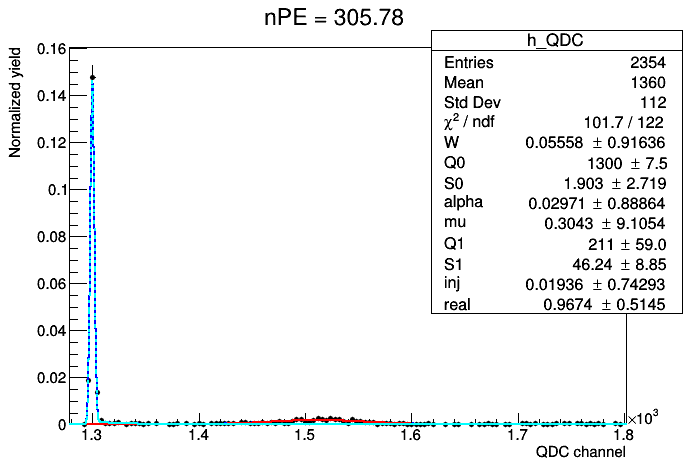 nPE = 305.78
h_QDC
Entries 2354
Mean 1360
Std Dev 112
χ² / ndf 101.7 / 122
W 0.05558 ± 0.91636
Q0 1300 ± 7.5
S0 1.903 ± 2.719
alpha 0.02971 ± 0.88864
mu 0.3043 ± 9.1054
Q1 211 ± 59.0
S1 46.24 ± 8.85
inj 0.01936 ± 0.74293
real 0.9674 ± 0.5145
Normalized yield
0.16
0.14
0.12
0.1
0.08
0.06
0.04
0.02
0
1.3 1.4 1.5 1.6 1.7 1.8
×10³
QDC channel